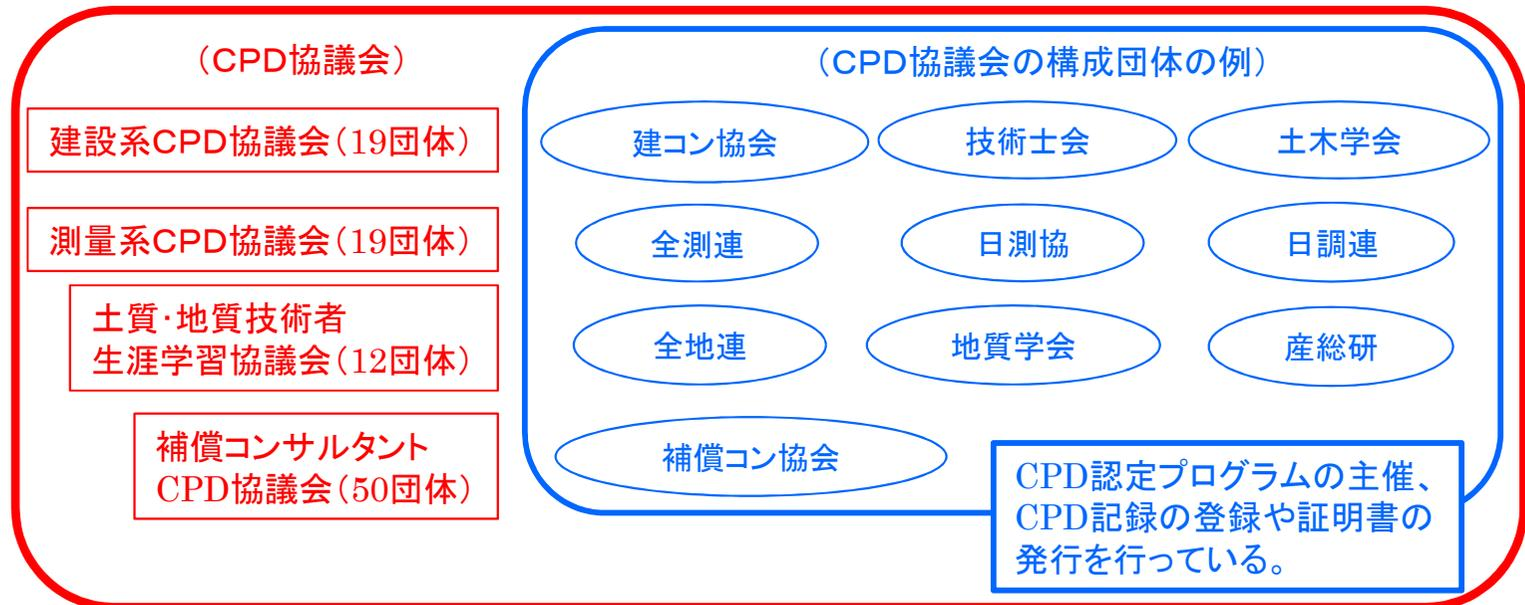 （CPD協議会）
（CPD協議会の構成団体の例）
建設系CPD協議会（19団体）
建コン協会
技術士会
土木学会
測量系CPD協議会（19団体）
全測連
日測協
日調連
土質・地質技術者
生涯学習協議会（12団体）
全地連
地質学会
産総研
補償コンサルタント
CPD協議会（50団体）
補償コン協会
CPD認定プログラムの主催、
CPD記録の登録や証明書の
発行を行っている。